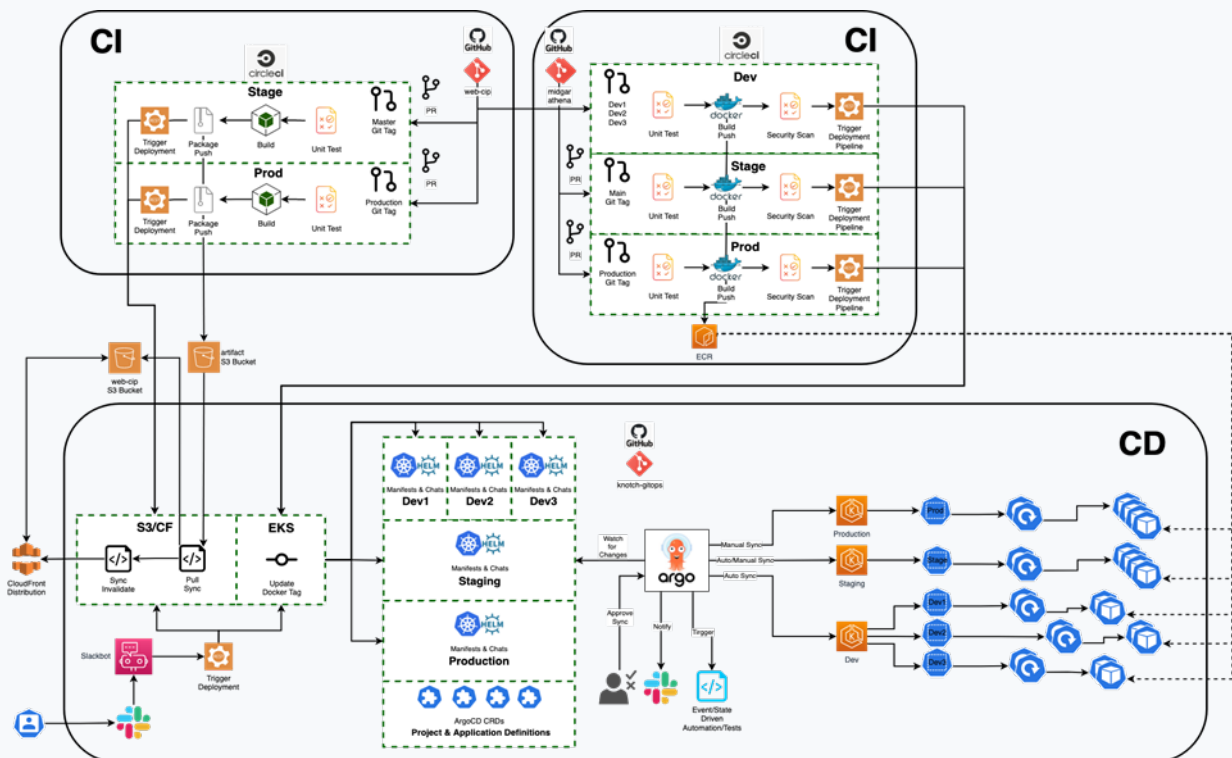 CI
GitHub
web-cip
circleci
Stage
PR
Master
Git Tag
Unit Test
Build
Package
Push
Trigger
Deployment
Prod
PR
Production
Git Tag
Unit Test
Build
Package
Push
Trigger
Deployment
CI
GitHub
midgar
athena
circleci
Dev
Dev1
Dev2
Dev3
Unit Test
docker
Build
Push
Security Scan
Trigger
Deployment
Pipeline
Stage
PR
Main
Git Tag
Unit Test
docker
Build
Push
Security Scan
Trigger
Deployment
Pipeline
Prod
PR
Production
Git Tag
Unit Test
docker
Build
Push
Security Scan
Trigger
Deployment
Pipeline
ECR
web-cip
S3 Bucket
artifact
S3 Bucket
CD
GitHub
knotch-gitops
HELM
Manifests & Chats
Dev1
HELM
Manifests & Chats
Dev2
HELM
Manifests & Chats
Dev3
HELM
Manifests & Chats
Staging
HELM
Manifests & Chats
Production
ArgoCD CRDs
Project & Application Definitions
S3/CF
Sync
Invalidate
Pull
Sync
EKS
Update
Docker Tag
CloudFront
Distribution
Slackbot
Trigger
Deployment
Watch
for
Changes
argo
Manual Sync
Auto/Manual Sync
Auto Sync
Approve
Sync
Notify
Tirgger
Event/State
Driven
Automation/Tests
Production
Prod
Staging
Stage
Dev
Dev1
Dev2
Dev3